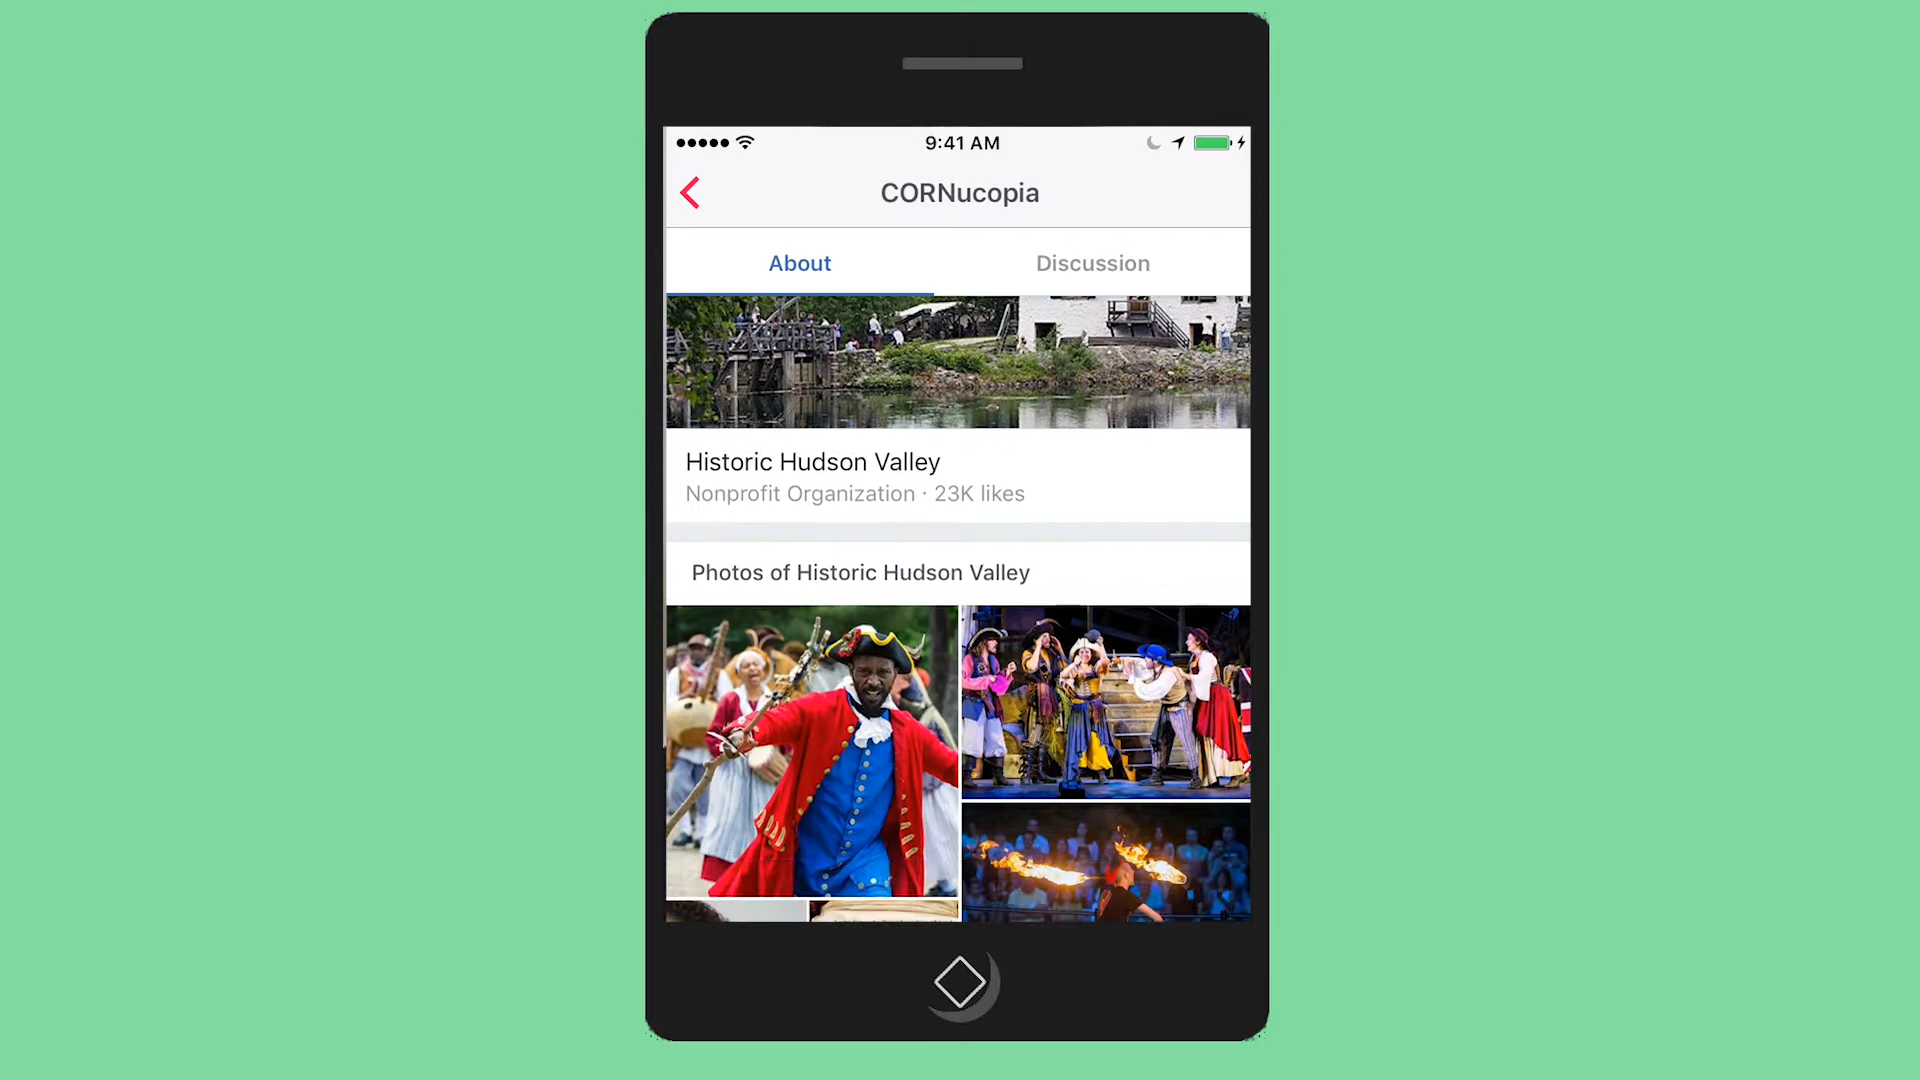 9:41 AM
CORNucopia
About
Discussion
Historic Hudson Valley
Nonprofit Organization · 23K likes
Photos of Historic Hudson Valley